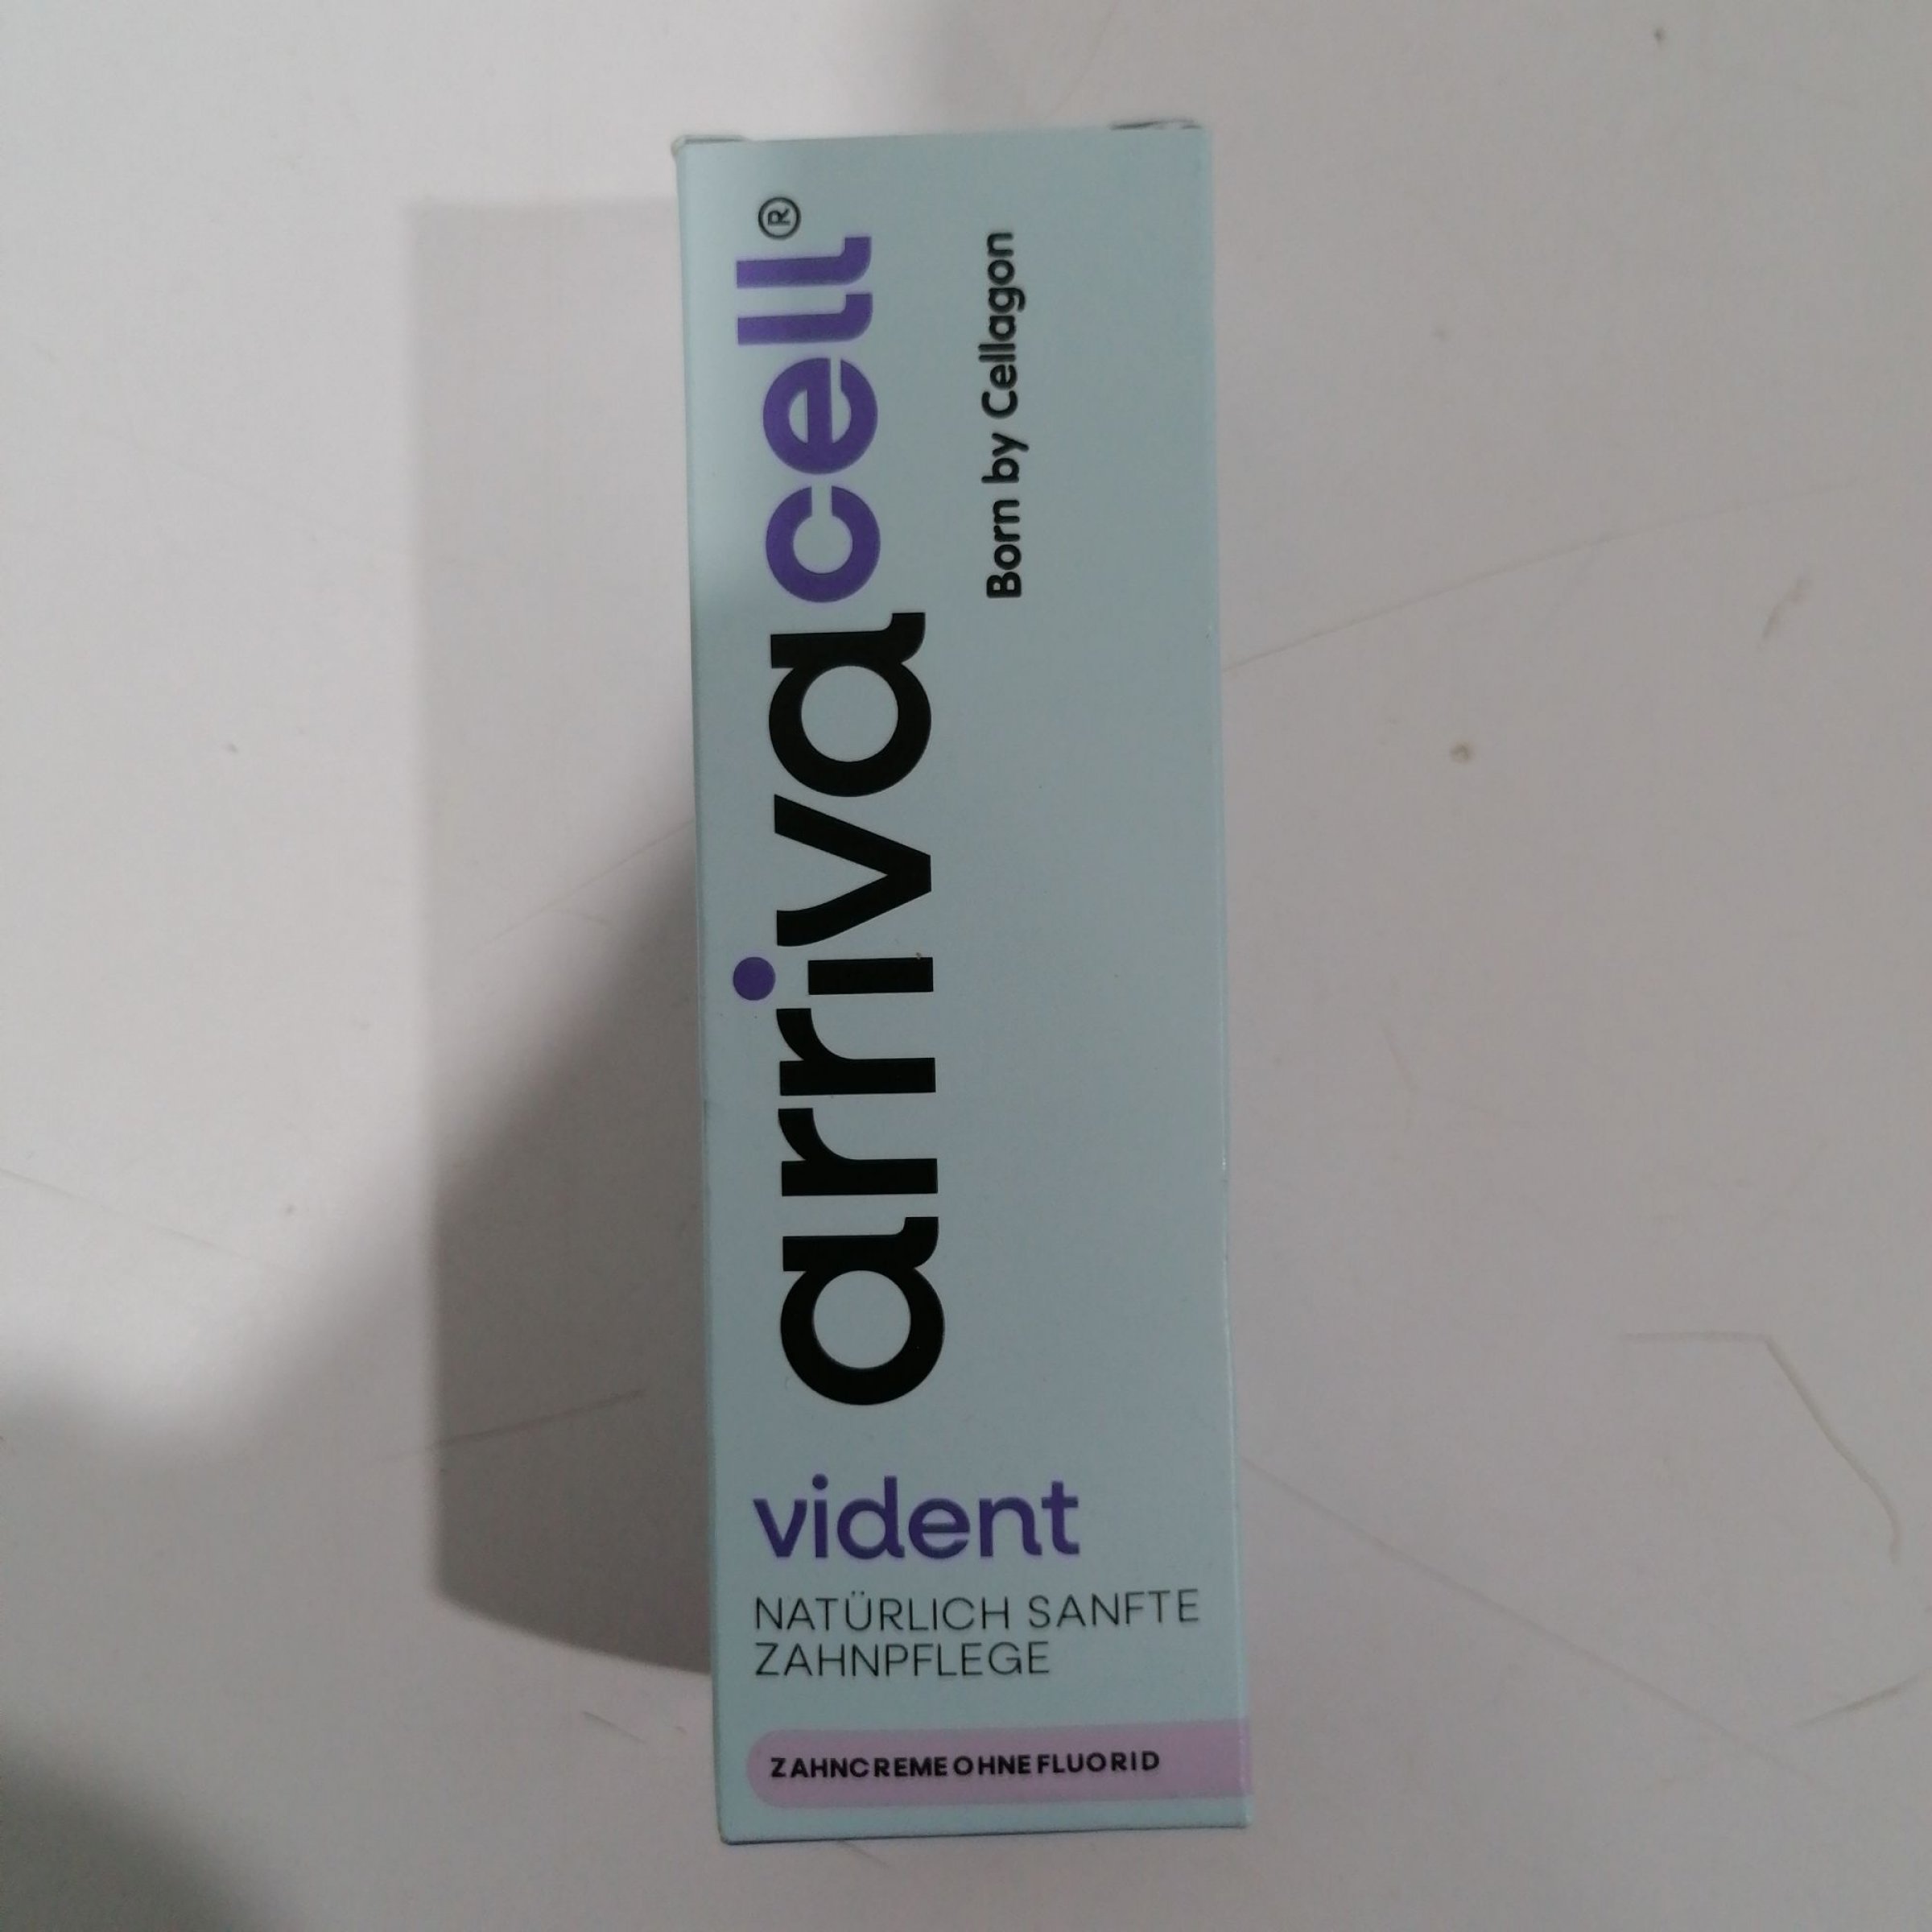 arrivacell®
Born by Cellagon
vident
NATÜRLICH SANFTE
ZAHNPFLEGE
ZAHNCREME OHNE FLUORID